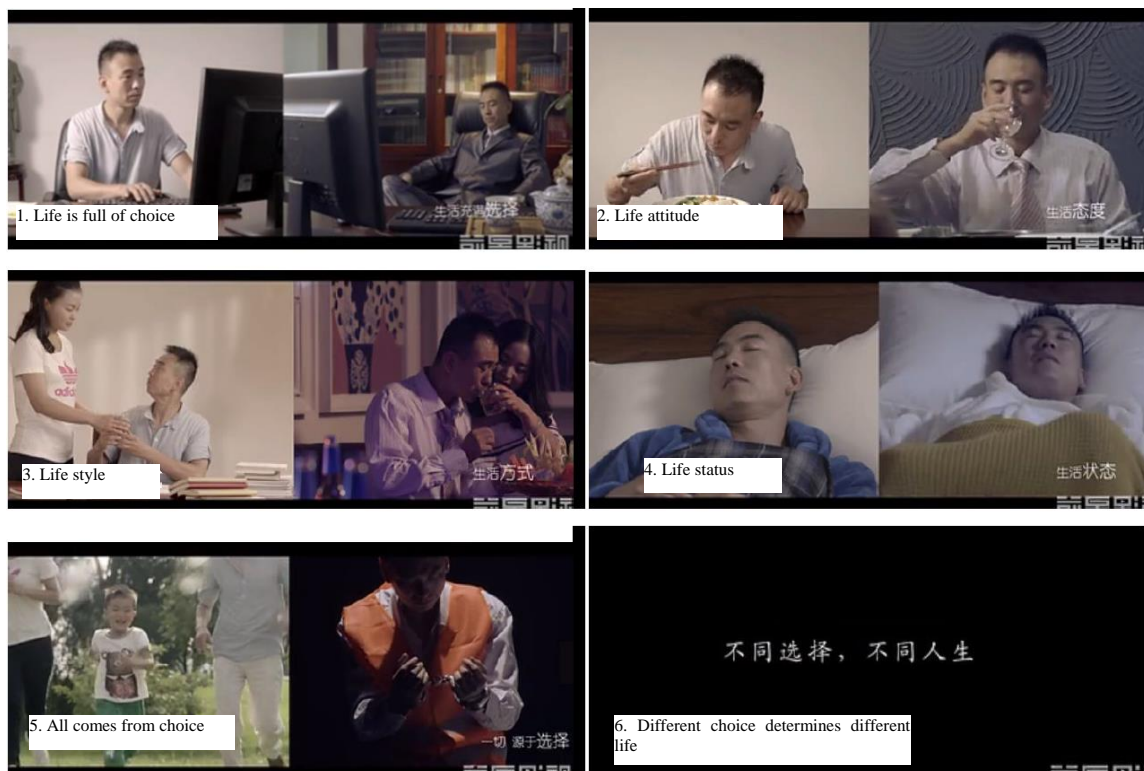 1. Life is full of choice
生活充满选择
2. Life attitude
生活态度
adidas
3. Life style
生活方式
4. Life status
生活状态
5. All comes from choice
一切 源于选择
不同选择，不同人生
6. Different choice determines different
life